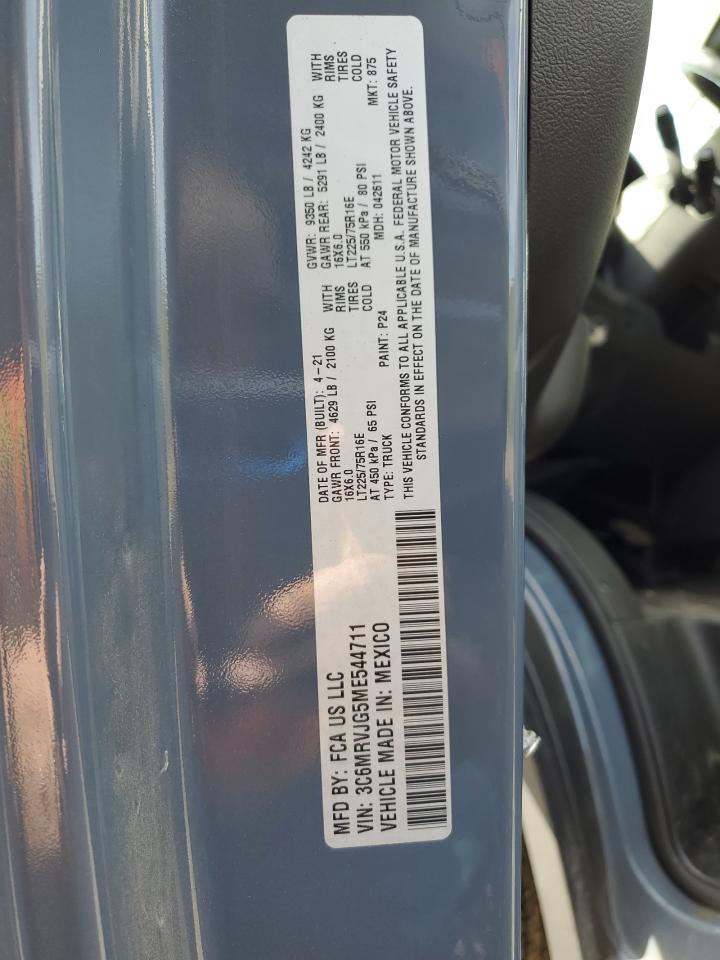 MFD BY: FCA US LLC
VIN: 3C6MRVJG5ME544711
VEHICLE MADE IN: MEXICO
DATE OF MFR (BUILT): 4-21
GAWR FRONT: 4629 LB / 2100 KG WITH
16X6.0 RIMS
LT225/75R16E TIRES
AT 450 kPa / 65 PSI COLD
TYPE: TRUCK PAINT: P24
GVWR: 9350 LB / 4242 KG
GAWR REAR: 5291 LB / 2400 KG WITH
16X6.0 RIMS
LT225/75R16E TIRES
AT 550 kPa / 80 PSI COLD
MDH: 042611 MKT: 875
THIS VEHICLE CONFORMS TO ALL APPLICABLE U.S.A. FEDERAL MOTOR VEHICLE SAFETY
STANDARDS IN EFFECT ON THE DATE OF MANUFACTURE SHOWN ABOVE.